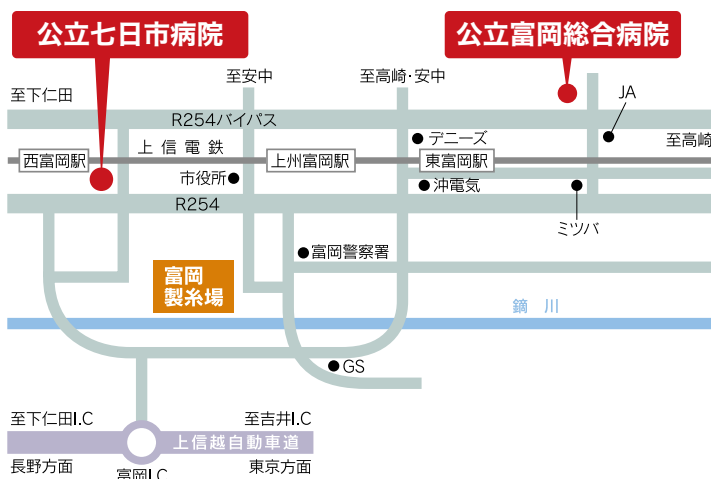 公立七日市病院
公立富岡総合病院
至安中
至高崎・安中
至下仁田
JA
R254バイパス
デニーズ
上信電鉄
至高崎
西富岡駅
上州富岡駅
東富岡駅
市役所
沖電気
R254
ミツバ
富岡警察署
富岡
製糸場
鏑川
GS
至下仁田I.C
至吉井I.C
上信越自動車道
長野方面
富岡I.C
東京方面